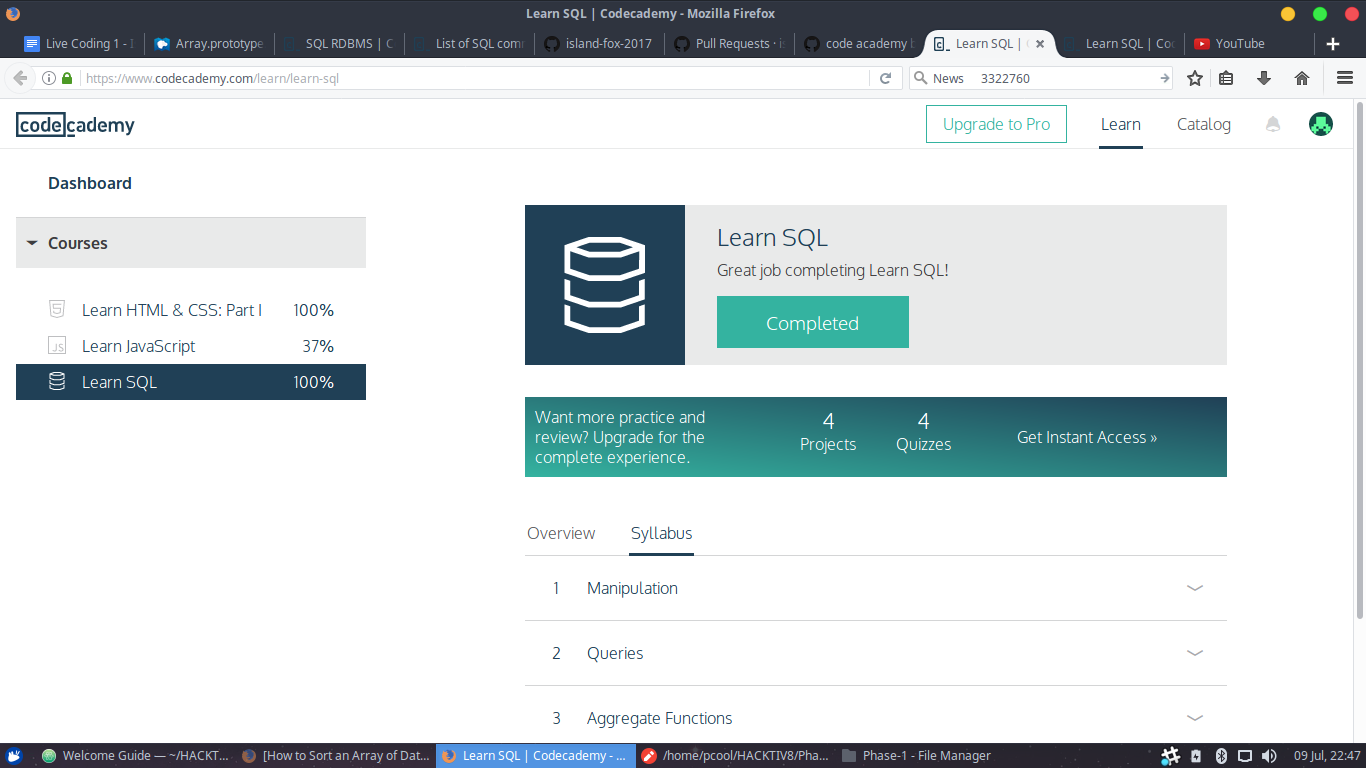 Learn SQL | Codecademy - Mozilla Firefox
Live Coding 1 -
Array.prototype
SQL RDBMS | C
List of SQL com
island-fox-2017
Pull Requests · is
code academy b
Learn SQL |
Learn SQL | Co
YouTube
https://www.codecademy.com/learn/learn-sql
News 3322760
codecademy
Upgrade to Pro
Learn
Catalog
Dashboard
Courses
Learn HTML & CSS: Part I 100%
JS Learn JavaScript 37%
Learn SQL 100%
Learn SQL
Great job completing Learn SQL!
Completed
Want more practice and
review? Upgrade for the
complete experience.
4
Projects
4
Quizzes
Get Instant Access »
Overview Syllabus
1 Manipulation
2 Queries
3 Aggregate Functions
Welcome Guide — ~/HACKT...
[How to Sort an Array of Dat...
Learn SQL | Codecademy - ...
/home/pcool/HACKTIV8/Pha...
Phase-1 - File Manager
09 Jul, 22:47